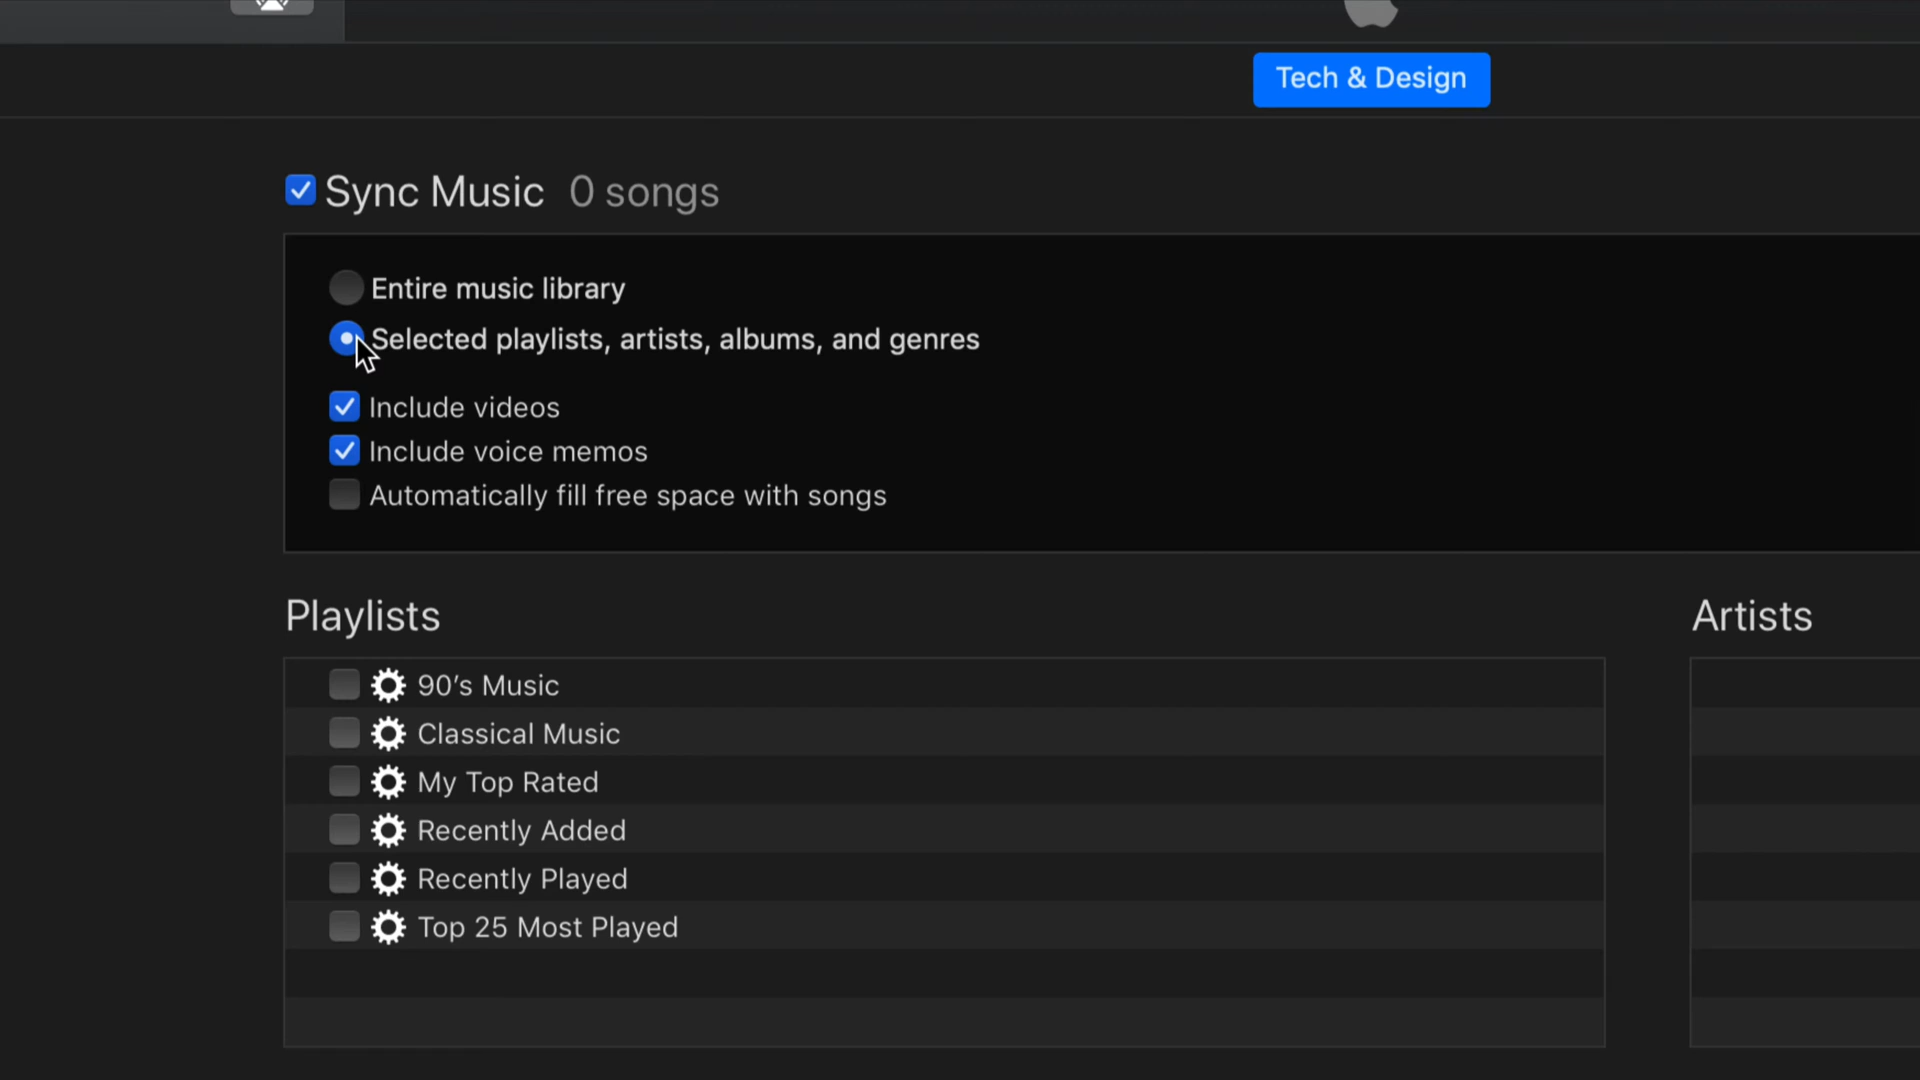 Tech & Design
Sync Music 0 songs
Entire music library
Selected playlists, artists, albums, and genres
Include videos
Include voice memos
Automatically fill free space with songs
Playlists
Artists
90's Music
Classical Music
My Top Rated
Recently Added
Recently Played
Top 25 Most Played